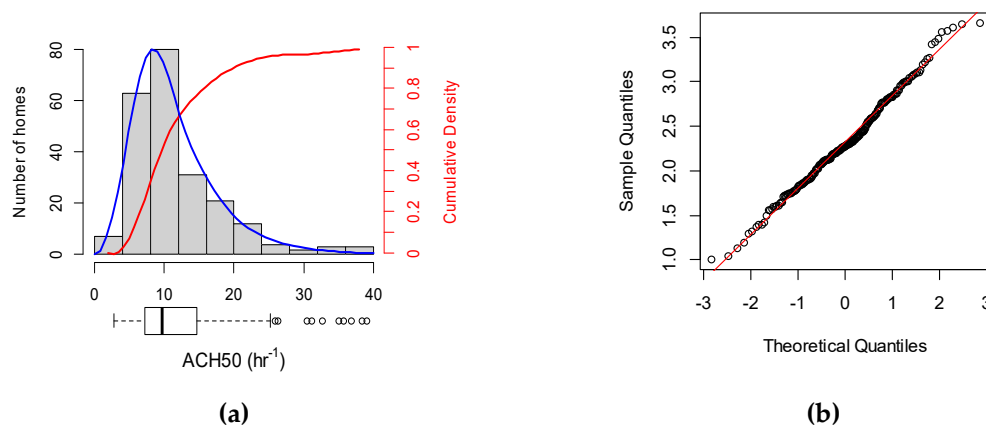 80
60
40
20
0
Number of homes
1
0.8
0.6
0.4
0.2
0
Cumulative Density
0 10 20 30 40
ACH50 (hr-1)
(a)
3.5
3.0
2.5
2.0
1.5
1.0
Sample Quantiles
-3 -2 -1 0 1 2 3
Theoretical Quantiles
(b)